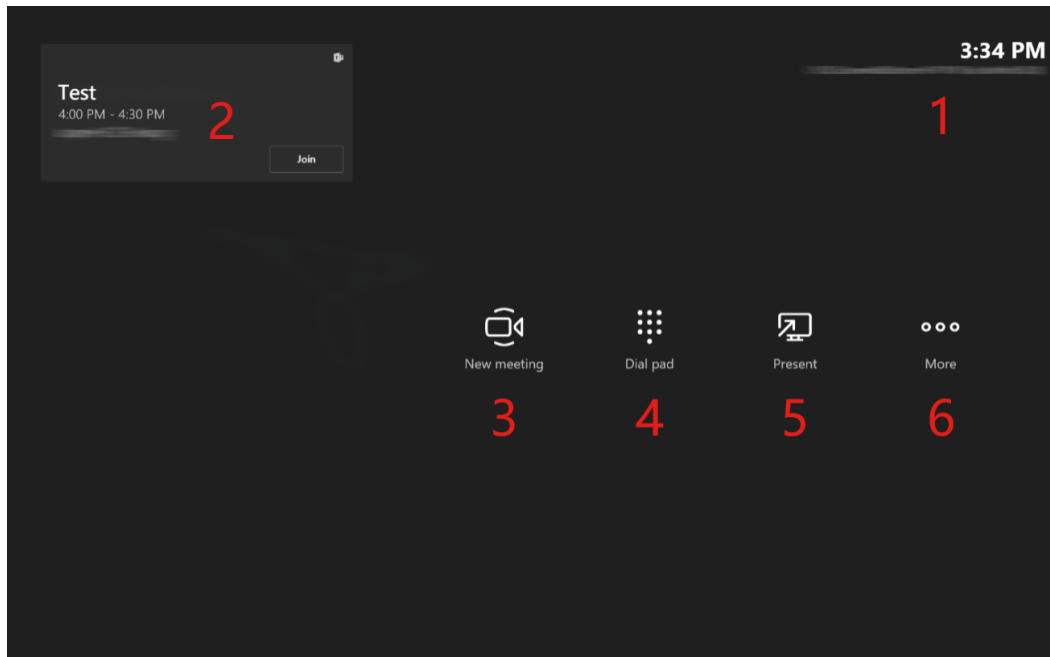 3:34 PM
1
Test
4:00 PM - 4:30 PM
2
Join
New meeting
Dial pad
Present
More
3
4
5
6